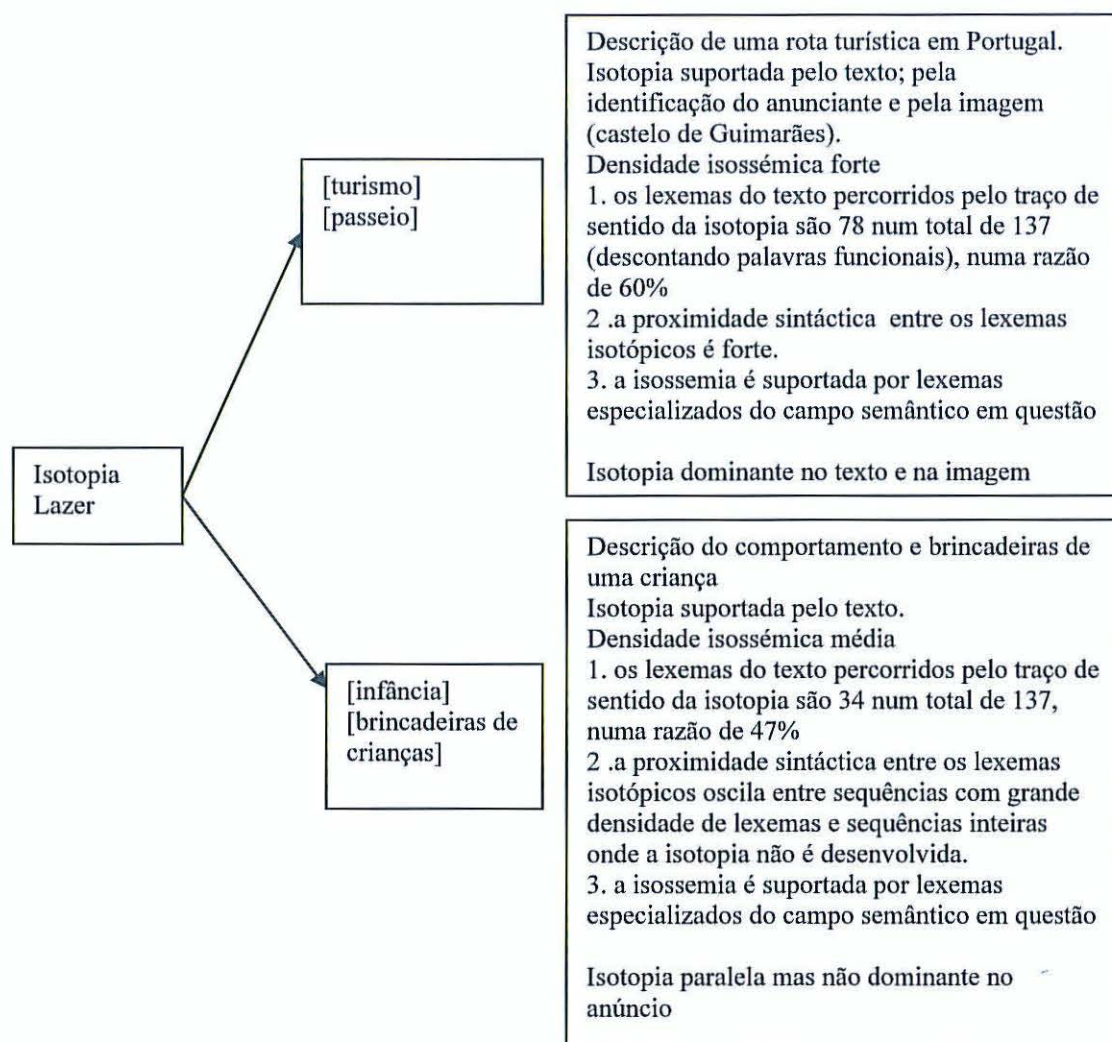 Isotopia
Lazer
[turismo]
[passeio]
Descrição de uma rota turística em Portugal.
Isotopia suportada pelo texto; pela
identificação do anunciante e pela imagem
(castelo de Guimarães).
Densidade isossémica forte
1. os lexemas do texto percorridos pelo traço de
sentido da isotopia são 78 num total de 137
(descontando palavras funcionais), numa razão
de 60%
2 .a proximidade sintáctica entre os lexemas
isotópicos é forte.
3. a isossemia é suportada por lexemas
especializados do campo semântico em questão
Isotopia dominante no texto e na imagem
[infância]
[brincadeiras de
crianças]
Descrição do comportamento e brincadeiras de
uma criança
Isotopia suportada pelo texto.
Densidade isossémica média
1. os lexemas do texto percorridos pelo traço de
sentido da isotopia são 34 num total de 137,
numa razão de 47%
2 .a proximidade sintáctica entre os lexemas
isotópicos oscila entre sequências com grande
densidade de lexemas e sequências inteiras
onde a isotopia não é desenvolvida.
3. a isossemia é suportada por lexemas
especializados do campo semântico em questão
Isotopia paralela mas não dominante no
anúncio